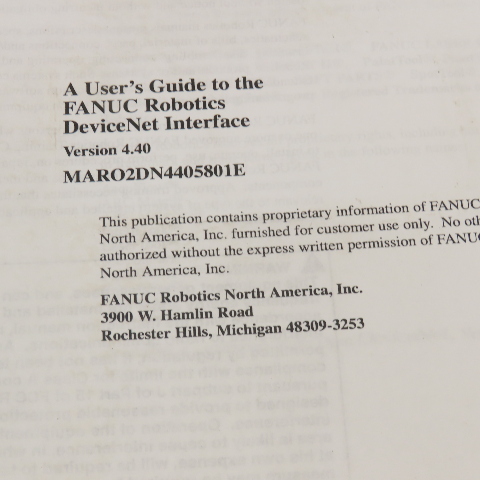 A User's Guide to the
FANUC Robotics
DeviceNet Interface
Version 4.40
MARO2DN4405801E
This publication contains proprietary information of FANUC
North America, Inc. furnished for customer use only. No oth
authorized without the express written permission of FANUC
North America, Inc.
FANUC Robotics North America, Inc.
3900 W. Hamlin Road
Rochester Hills, Michigan 48309-3253